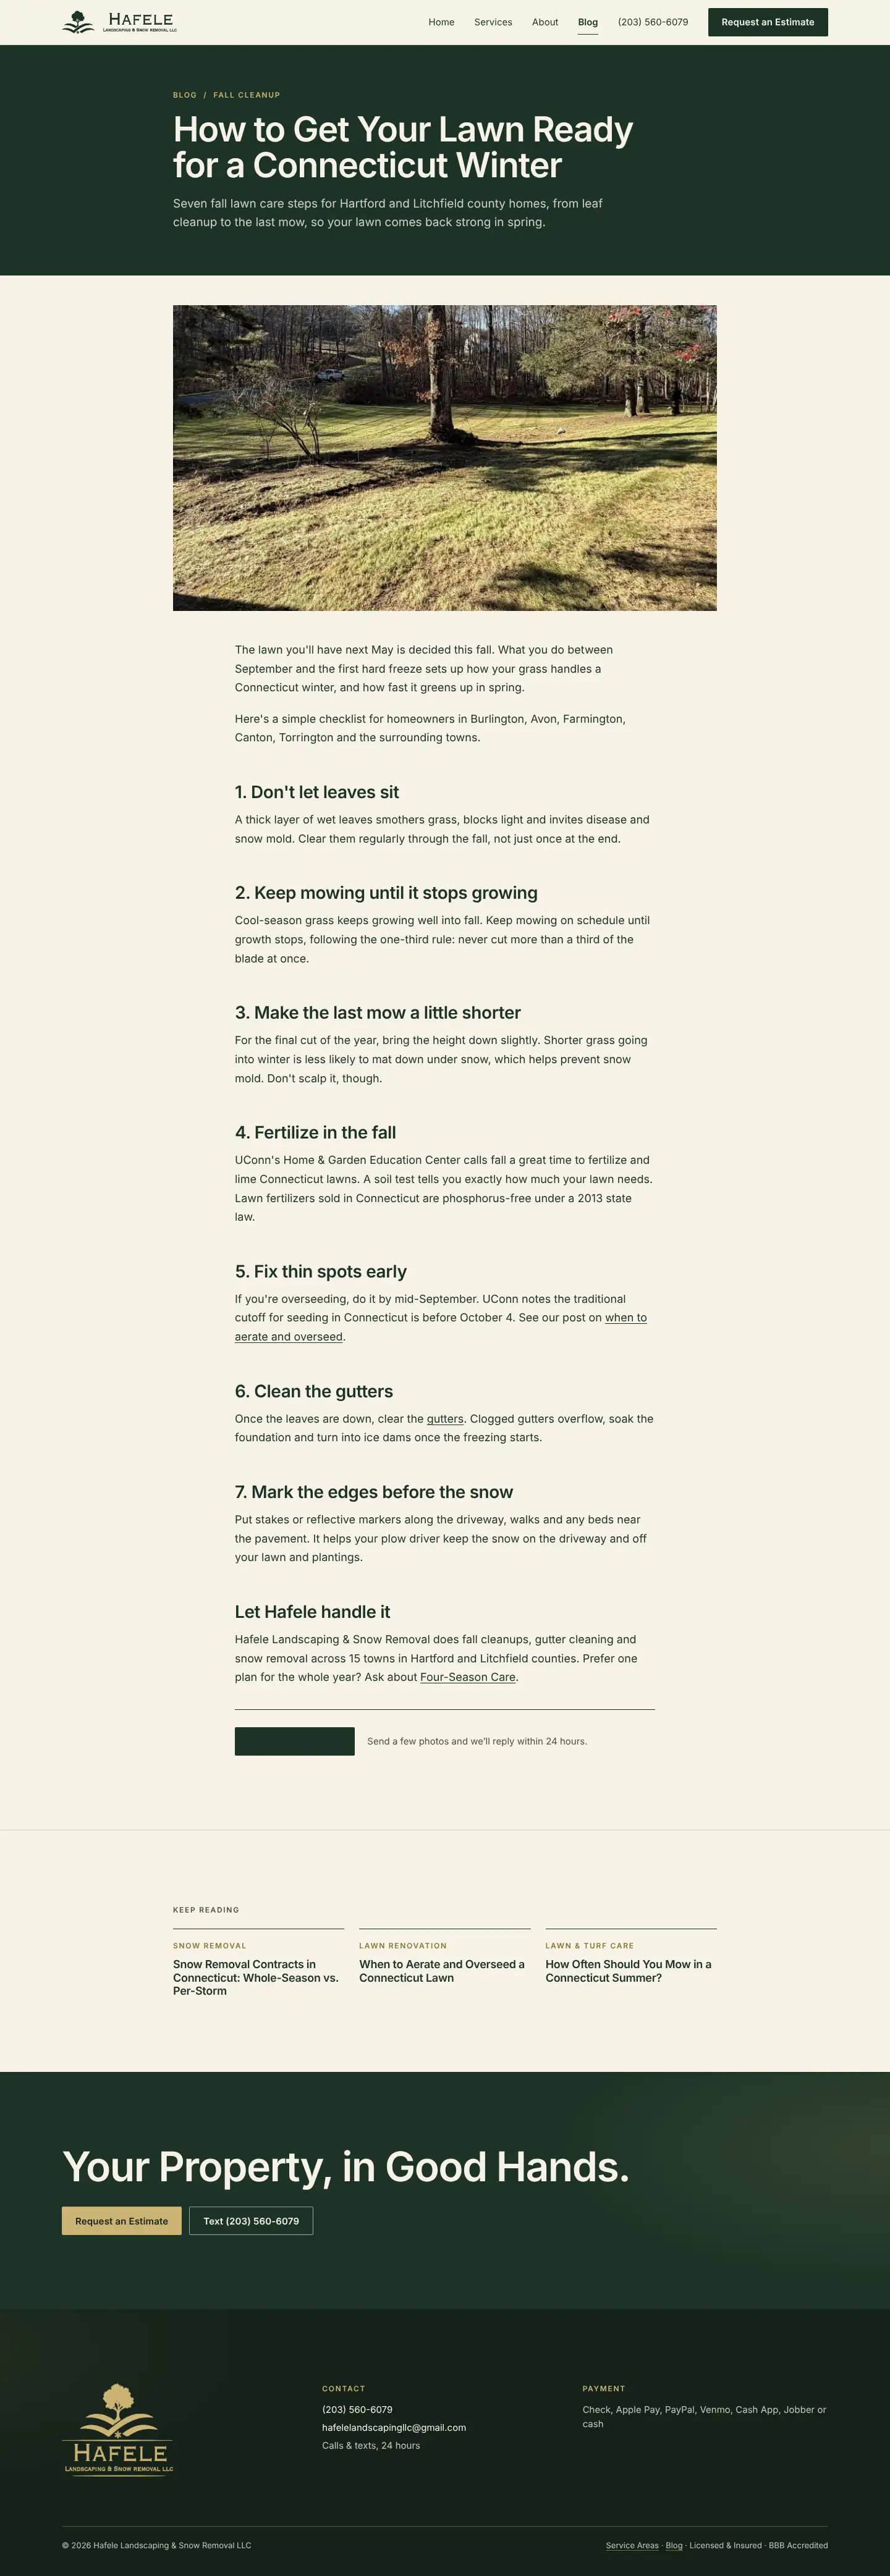 HAFELE
LANDSCAPING & SNOW REMOVAL LLC
Home
Services
About
Blog
(203) 560-6079
Request an Estimate
BLOG / FALL CLEANUP
How to Get Your Lawn Ready
for a Connecticut Winter
Seven fall lawn care steps for Hartford and Litchfield county homes, from leaf
cleanup to the last mow, so your lawn comes back strong in spring.
The lawn you'll have next May is decided this fall. What you do between
September and the first hard freeze sets up how your grass handles a
Connecticut winter, and how fast it greens up in spring.
Here's a simple checklist for homeowners in Burlington, Avon, Farmington,
Canton, Torrington and the surrounding towns.
1. Don't let leaves sit
A thick layer of wet leaves smothers grass, blocks light and invites disease and
snow mold. Clear them regularly through the fall, not just once at the end.
2. Keep mowing until it stops growing
Cool-season grass keeps growing well into fall. Keep mowing on schedule until
growth stops, following the one-third rule: never cut more than a third of the
blade at once.
3. Make the last mow a little shorter
For the final cut of the year, bring the height down slightly. Shorter grass going
into winter is less likely to mat down under snow, which helps prevent snow
mold. Don't scalp it, though.
4. Fertilize in the fall
UConn's Home & Garden Education Center calls fall a great time to fertilize and
lime Connecticut lawns. A soil test tells you exactly how much your lawn needs.
Lawn fertilizers sold in Connecticut are phosphorus-free under a 2013 state
law.
5. Fix thin spots early
If you're overseeding, do it by mid-September. UConn notes the traditional
cutoff for seeding in Connecticut is before October 4. See our post on when to
aerate and overseed.
6. Clean the gutters
Once the leaves are down, clear the gutters. Clogged gutters overflow, soak the
foundation and turn into ice dams once the freezing starts.
7. Mark the edges before the snow
Put stakes or reflective markers along the driveway, walks and any beds near
the pavement. It helps your plow driver keep the snow on the driveway and off
your lawn and plantings.
Let Hafele handle it
Hafele Landscaping & Snow Removal does fall cleanups, gutter cleaning and
snow removal across 15 towns in Hartford and Litchfield counties. Prefer one
plan for the whole year? Ask about Four-Season Care.
Send a few photos and we'll reply within 24 hours.
KEEP READING
SNOW REMOVAL
Snow Removal Contracts in
Connecticut: Whole-Season vs.
Per-Storm
LAWN RENOVATION
When to Aerate and Overseed a
Connecticut Lawn
LAWN & TURF CARE
How Often Should You Mow in a
Connecticut Summer?
Your Property, in Good Hands.
Request an Estimate
Text (203) 560-6079
HAFELE
LANDSCAPING & SNOW REMOVAL LLC
CONTACT
(203) 560-6079
hafelelandscapingllc@gmail.com
Calls & texts, 24 hours
PAYMENT
Check, Apple Pay, PayPal, Venmo, Cash App, Jobber or
cash
© 2026 Hafele Landscaping & Snow Removal LLC
Service Areas · Blog · Licensed & Insured · BBB Accredited